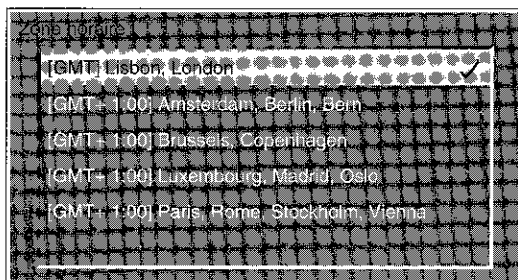 Zone horaire
[GMT] Lisbon, London
[GMT+ 1:00] Amsterdam, Berlin, Bern
[GMT+ 1:00] Brussels, Copenhagen
[GMT+ 1:00] Luxembourg, Madrid, Oslo
[GMT+ 1:00] Paris, Rome, Stockholm, Vienna